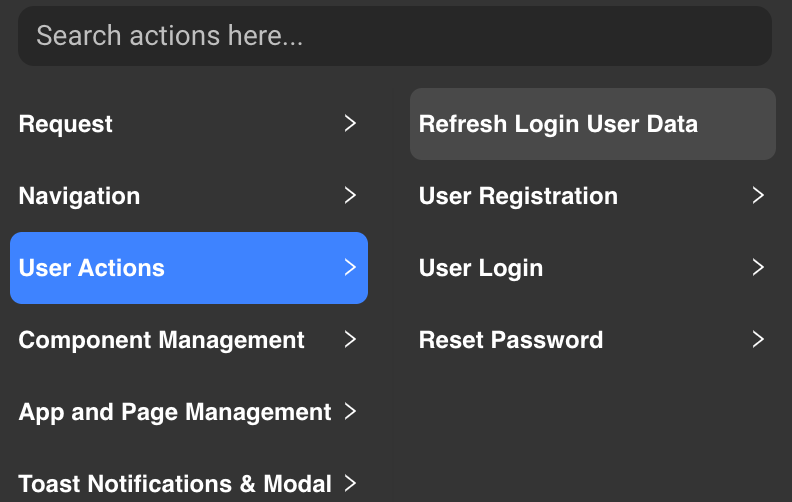 Search actions here...
Request
Navigation
User Actions
Component Management
App and Page Management
Toast Notifications & Modal
Refresh Login User Data
User Registration
User Login
Reset Password